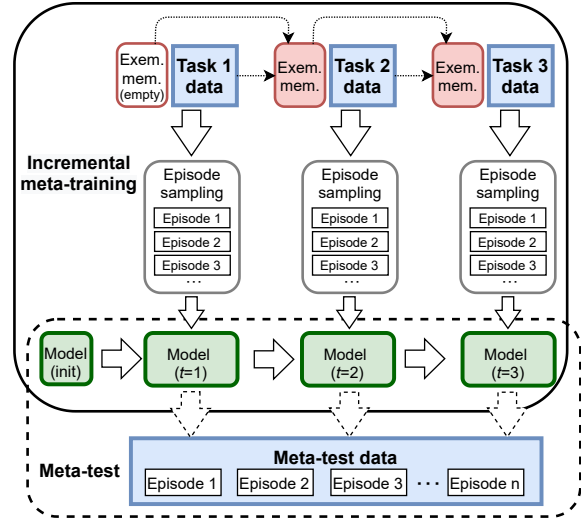 Exem.
mem.
(empty)
Task 1
data
Exem.
mem.
Task 2
data
Exem.
mem.
Task 3
data
Incremental
meta-training
Episode
sampling
Episode 1
Episode 2
Episode 3
...
Episode
sampling
Episode 1
Episode 2
Episode 3
...
Episode
sampling
Episode 1
Episode 2
Episode 3
...
Model
(init)
Model
(t=1)
Model
(t=2)
Model
(t=3)
Meta-test
Meta-test data
Episode 1 Episode 2 Episode 3 ... Episode n